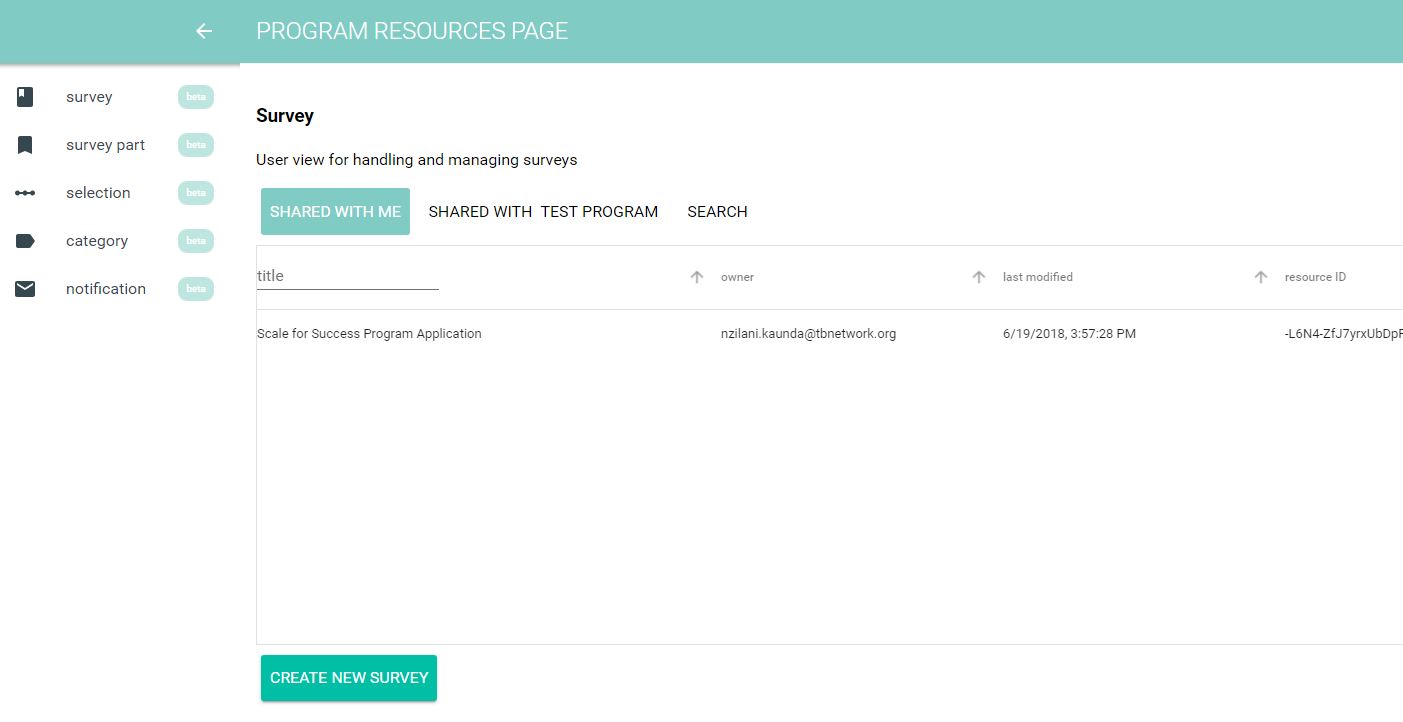 PROGRAM RESOURCES PAGE
survey beta
survey part beta
selection beta
category beta
notification beta
Survey
User view for handling and managing surveys
SHARED WITH ME SHARED WITH TEST PROGRAM SEARCH
title owner last modified resource ID
Scale for Success Program Application nzilani.kaunda@tbnetwork.org 6/19/2018, 3:57:28 PM -L6N4-ZfJ7yrxUbDpF
CREATE NEW SURVEY